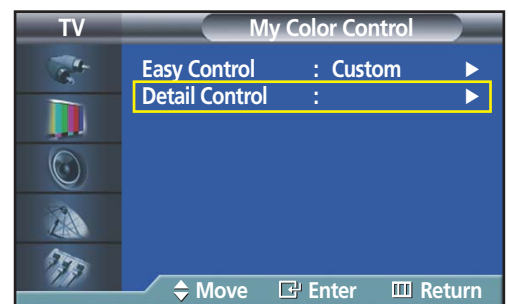 TV My Color Control
Easy Control : Custom ▶
Detail Control : ▶
Move Enter Return